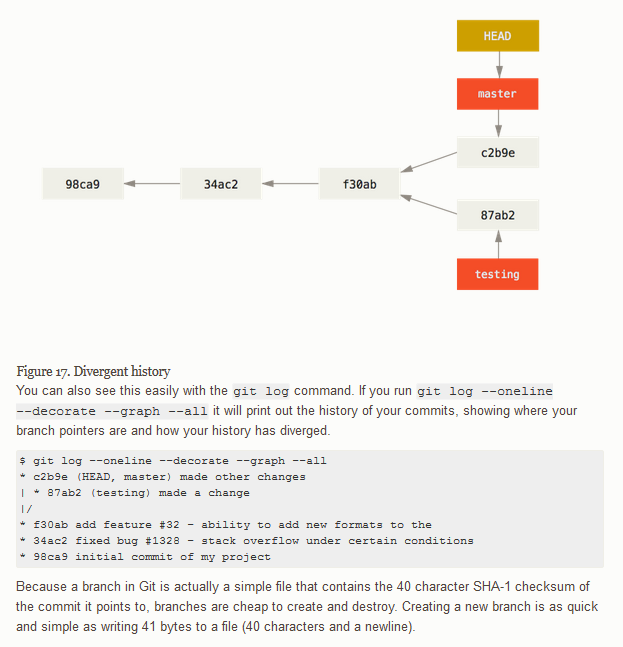 HEAD
master
c2b9e
98ca9
34ac2
f30ab
87ab2
testing
Figure 17. Divergent history
You can also see this easily with the git log command. If you run git log --oneline
--decorate --graph --all it will print out the history of your commits, showing where your
branch pointers are and how your history has diverged.
$ git log --oneline --decorate --graph --all
* c2b9e (HEAD, master) made other changes
| * 87ab2 (testing) made a change
|/
* f30ab add feature #32 - ability to add new formats to the
* 34ac2 fixed bug #1328 - stack overflow under certain conditions
* 98ca9 initial commit of my project
Because a branch in Git is actually a simple file that contains the 40 character SHA-1 checksum of
the commit it points to, branches are cheap to create and destroy. Creating a new branch is as quick
and simple as writing 41 bytes to a file (40 characters and a newline).